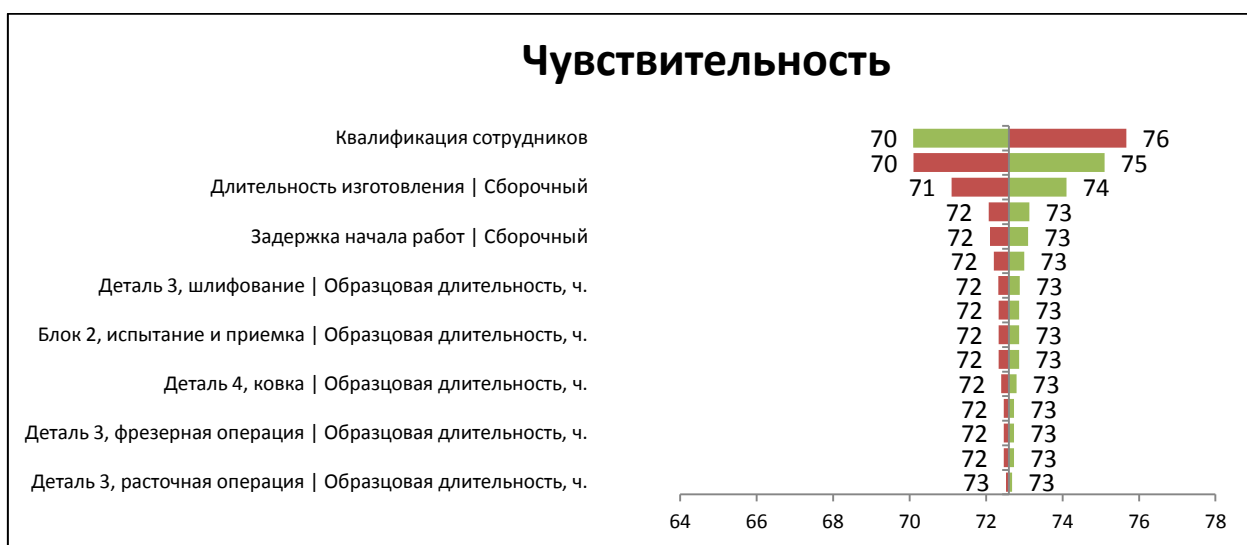 Чувствительность
Квалификация сотрудников 70 76
70 75
Длительность изготовления | Сборочный 71 74
72 73
Задержка начала работ | Сборочный 72 73
72 73
Деталь 3, шлифование | Образцовая длительность, ч. 72 73
72 73
Блок 2, испытание и приемка | Образцовая длительность, ч. 72 73
72 73
Деталь 4, ковка | Образцовая длительность, ч. 72 73
72 73
Деталь 3, фрезерная операция | Образцовая длительность, ч. 72 73
72 73
Деталь 3, расточная операция | Образцовая длительность, ч. 73 73
64 66 68 70 72 74 76 78